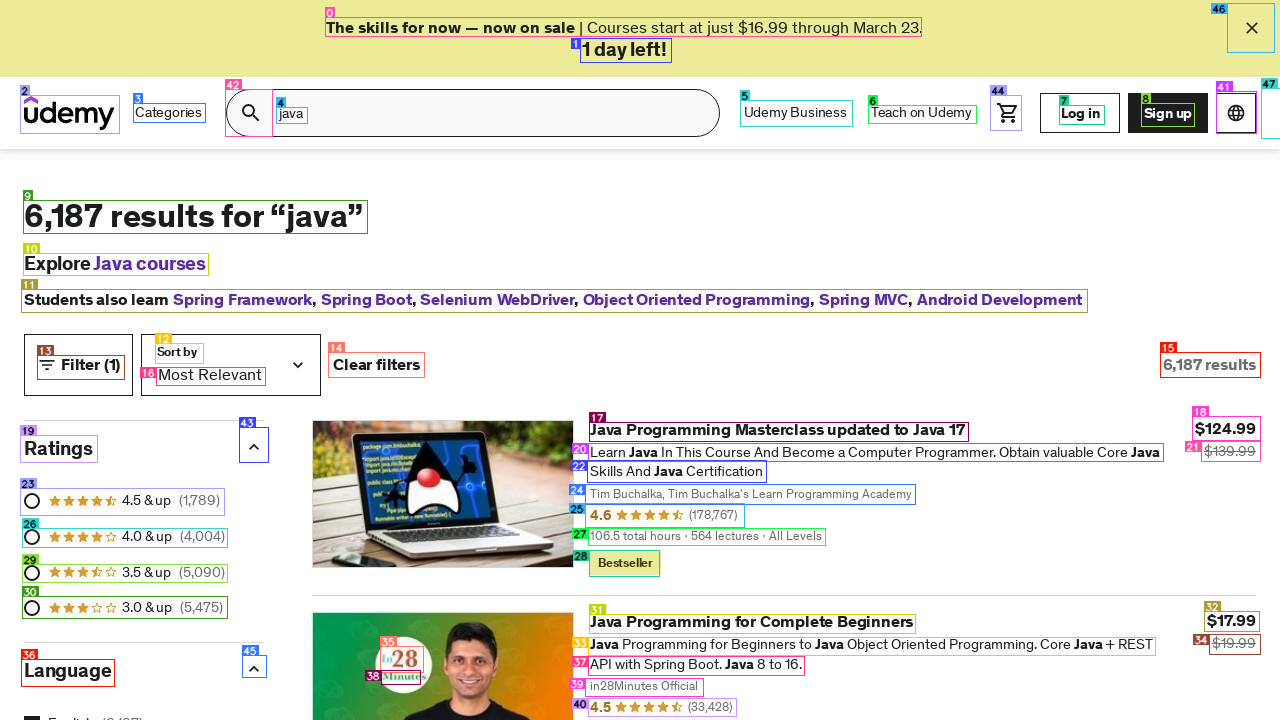 The skills for now — now on sale | Courses start at just $16.99 through March 23.
1 day left!
udemy
Categories
java
Udemy Business
Teach on Udemy
Log in
Sign up
6,187 results for “java”
Explore Java courses
Students also learn Spring Framework, Spring Boot, Selenium WebDriver, Object Oriented Programming, Spring MVC, Android Development
Filter (1)
Sort by
Most Relevant
Clear filters
6,187 results
Ratings
4.5 & up (1,789)
4.0 & up (4,004)
3.5 & up (5,090)
3.0 & up (5,475)
Language
Java Programming Masterclass updated to Java 17
$124.99
Learn Java In This Course And Become a Computer Programmer. Obtain valuable Core Java
$139.99
Skills And Java Certification
Tim Buchalka, Tim Buchalka's Learn Programming Academy
4.6 (178,767)
106.5 total hours · 564 lectures · All Levels
Bestseller
in28
Minutes
Java Programming for Complete Beginners
$17.99
Java Programming for Beginners to Java Object Oriented Programming. Core Java + REST
$19.99
API with Spring Boot. Java 8 to 16.
in28Minutes Official
4.5 (33,428)
0
1
2
3
4
5
6
7
8
9
10
11
12
13
14
15
16
17
18
19
20
21
22
23
24
25
26
27
28
29
30
31
32
33
34
35
36
37
38
39
40
41
42
43
44
45
46
47